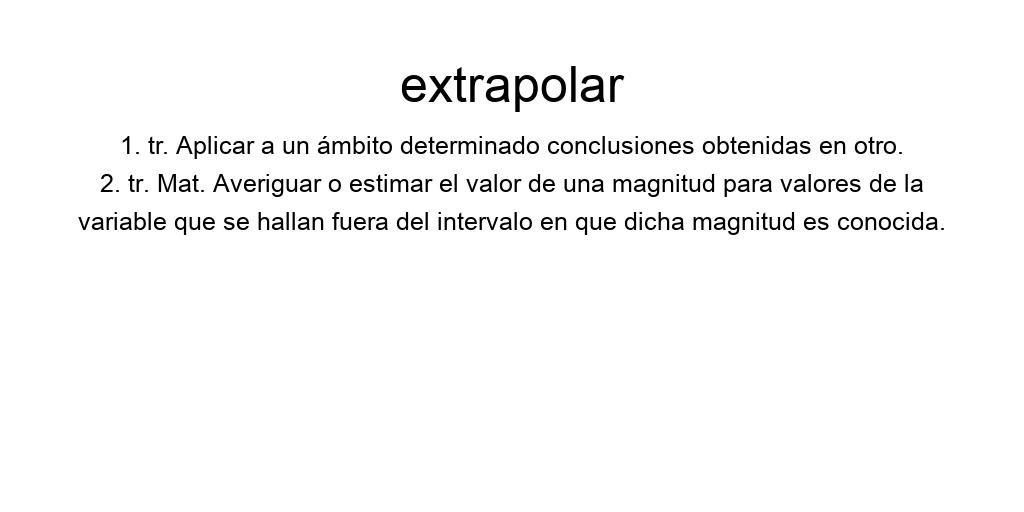 extrapolar
1. tr. Aplicar a un ámbito determinado conclusiones obtenidas en otro.
2. tr. Mat. Averiguar o estimar el valor de una magnitud para valores de la
variable que se hallan fuera del intervalo en que dicha magnitud es conocida.